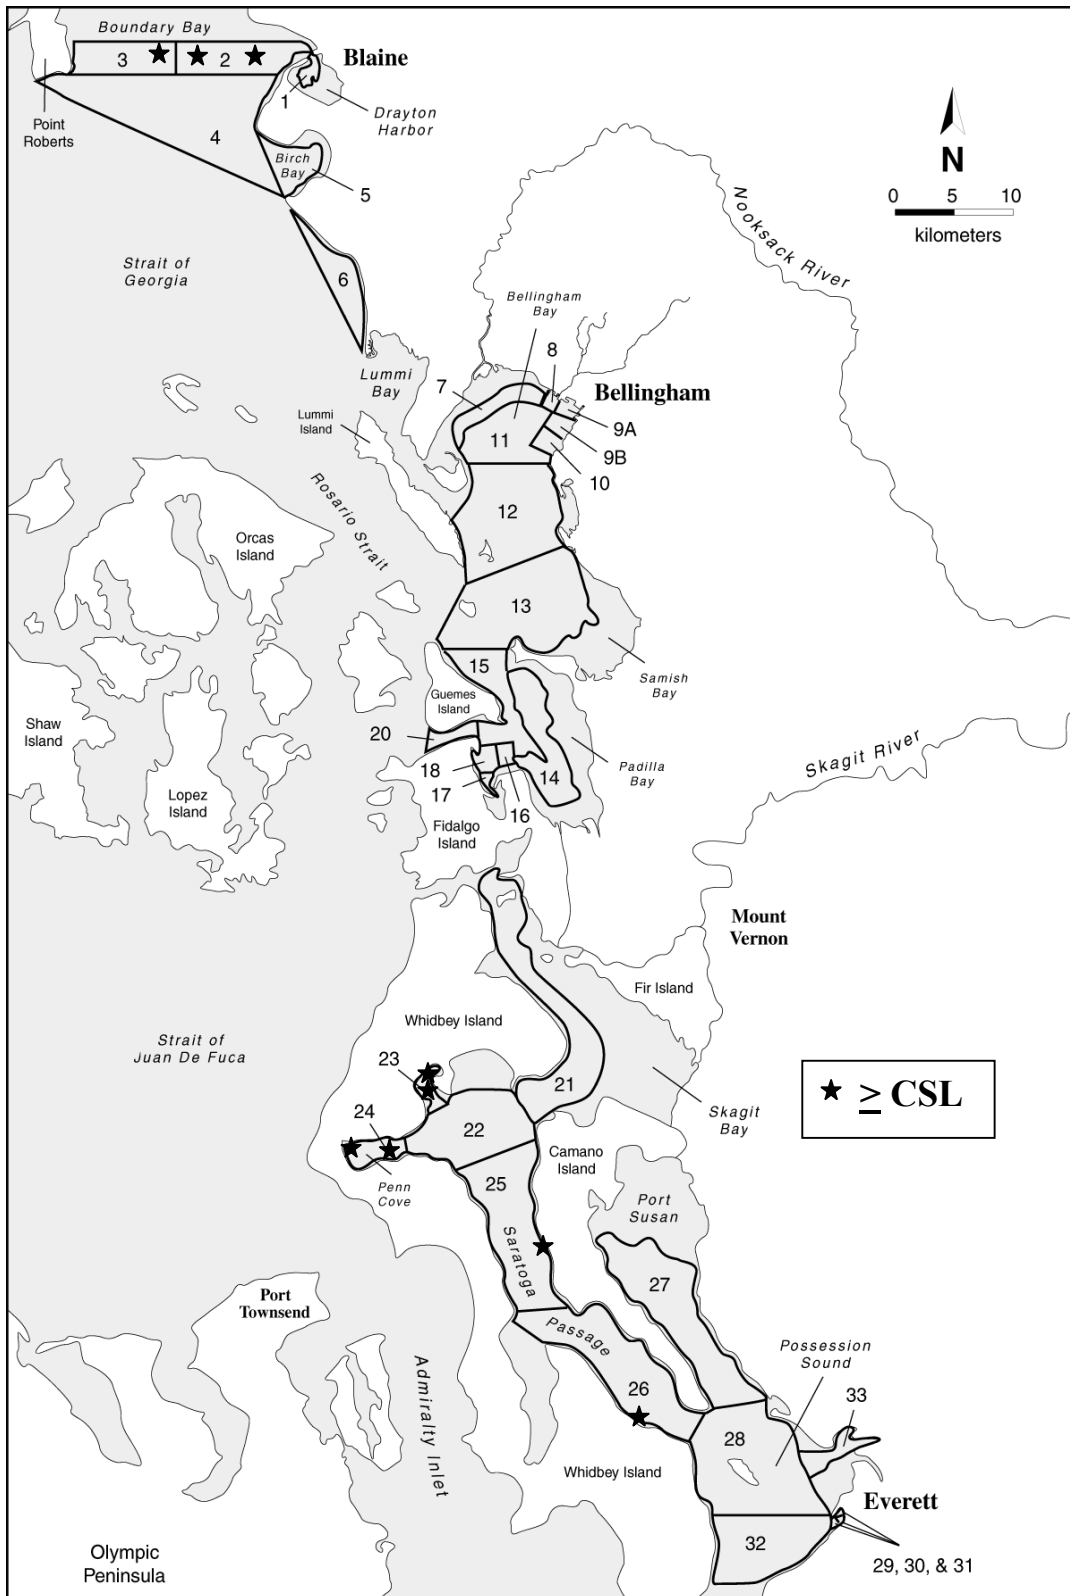 Boundary Bay
3
2
Blaine
1
Drayton
Harbor
Point
Roberts
4
Birch
Bay
5
N
0 5 10
kilometers
Nooksack River
Strait of
Georgia
6
Bellingham
Bay
8
Lummi
Bay
7
Bellingham
Lummi
Island
9A
11
9B
10
Rosario Strait
12
Orcas
Island
13
15
Samish
Bay
Guemes
Island
Shaw
Island
20
Skagit River
18
14
Padilla
Bay
17
Lopez
Island
16
Fidalgo
Island
Mount
Vernon
Fir Island
Whidbey Island
Strait of
Juan De Fuca
23
21
≥ CSL
24
Skagit
Bay
22
Camano
Island
25
Penn
Cove
Port
Susan
Saratoga
27
Port
Townsend
Passage
Possession
Sound
Admiralty Inlet
26
33
28
Whidbey Island
Everett
32
29, 30, & 31
Olympic
Peninsula